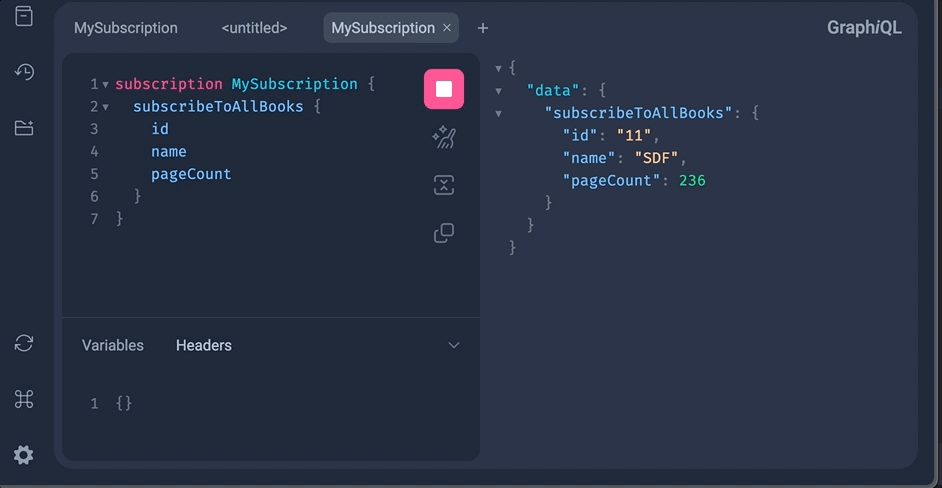 MySubscription <untitled> MySubscription × +
GraphiQL
1 subscription MySubscription {
2 subscribeToAllBooks {
3 id
4 name
5 pageCount
6 }
7 }
{
"data": {
"subscribeToAllBooks": {
"id": "11",
"name": "SDF",
"pageCount": 236
}
}
}
Variables Headers
1 {}